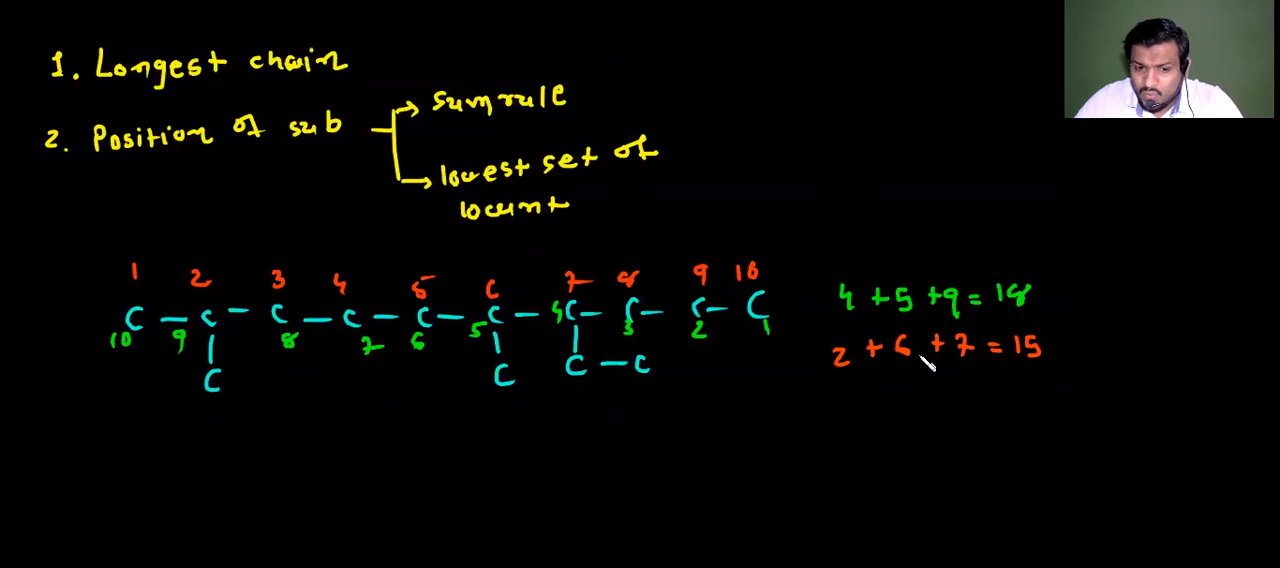 1. Longest chain
2. Position of sub
sum rule
lowest set of
locunt
1 2 3 4 5 6 7 8 9 10
C - C - C - C - C - C - C - C - C - C
10 9 8 7 6 5 4 3 2 1
C C C - C
4 + 5 + 9 = 18
2 + 6 + 7 = 15